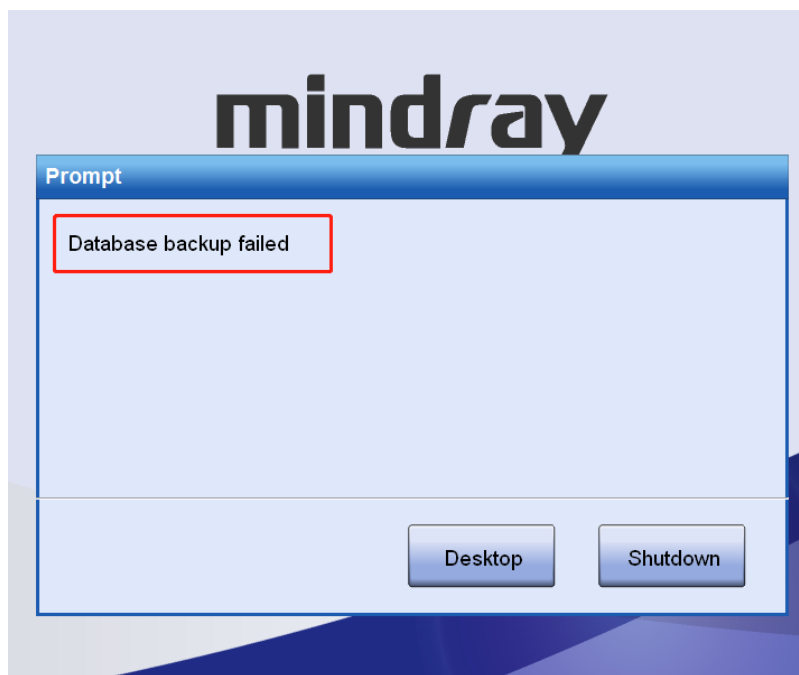 mindray
Prompt
Database backup failed
Desktop
Shutdown